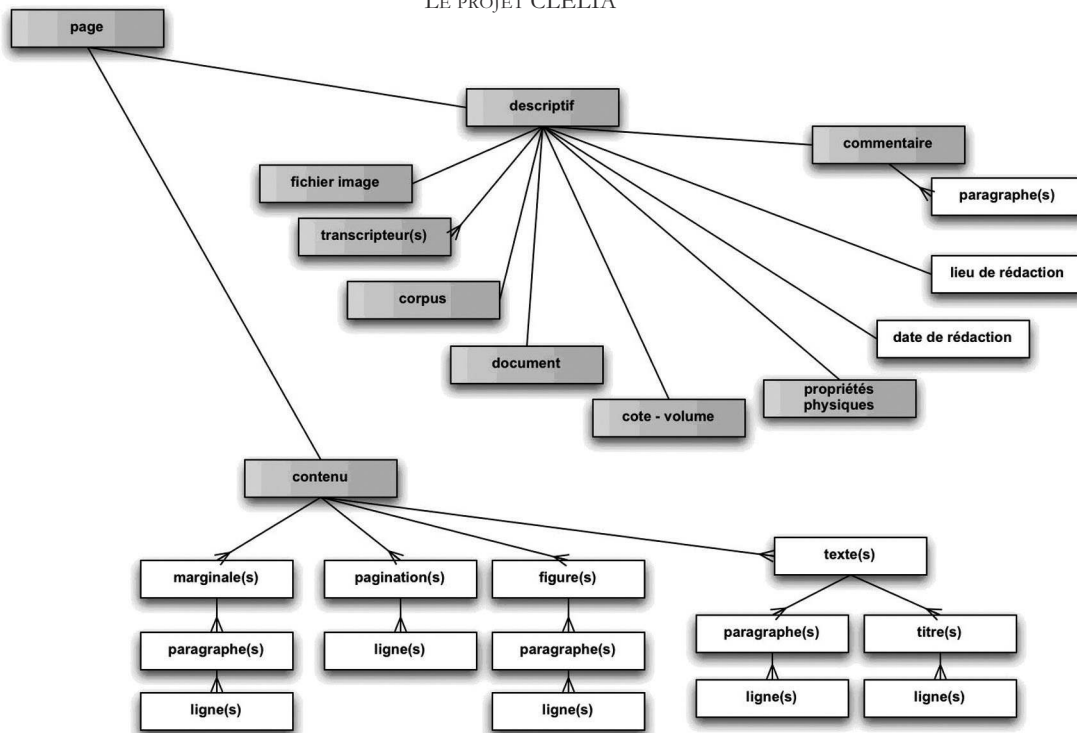 LE PROJET CLELIA
page
descriptif
commentaire
fichier image
paragraphe(s)
transcripteur(s)
lieu de rédaction
corpus
date de rédaction
document
propriétés
physiques
cote - volume
contenu
texte(s)
marginale(s)
pagination(s)
figure(s)
paragraphe(s)
titre(s)
paragraphe(s)
ligne(s)
paragraphe(s)
ligne(s)
ligne(s)
ligne(s)
ligne(s)